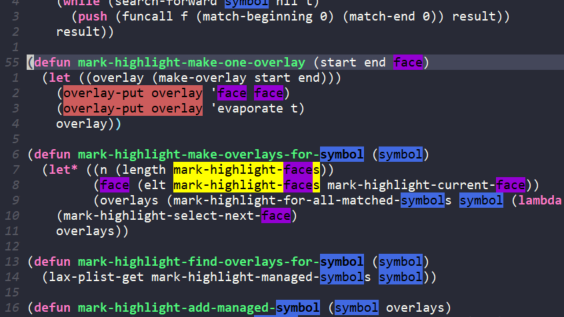 4 (while (search-forward symbol nil t)
3 (push (funcall f (match-beginning 0) (match-end 0)) result))
2 result))
1
55 (defun mark-highlight-make-one-overlay (start end face)
1 (let ((overlay (make-overlay start end)))
2 (overlay-put overlay 'face face)
3 (overlay-put overlay 'evaporate t)
4 overlay))
5
6 (defun mark-highlight-make-overlays-for-symbol (symbol)
7 (let* ((n (length mark-highlight-faces))
8 (face (elt mark-highlight-faces mark-highlight-current-face))
9 (overlays (mark-highlight-for-all-matched-symbols symbol (lambda
10 (mark-highlight-select-next-face)
11 overlays))
12
13 (defun mark-highlight-find-overlays-for-symbol (symbol)
14 (lax-plist-get mark-highlight-managed-symbols symbol))
15
16 (defun mark-highlight-add-managed-symbol (symbol overlays)